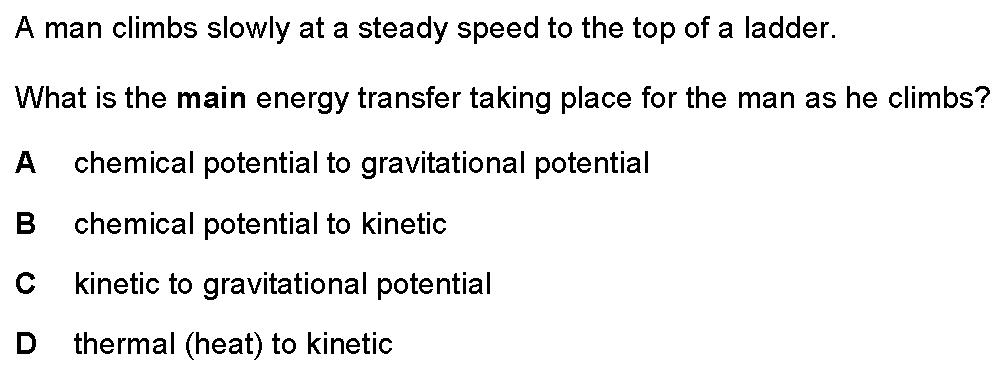 A man climbs slowly at a steady speed to the top of a ladder.
What is the main energy transfer taking place for the man as he climbs?
A chemical potential to gravitational potential
B chemical potential to kinetic
C kinetic to gravitational potential
D thermal (heat) to kinetic